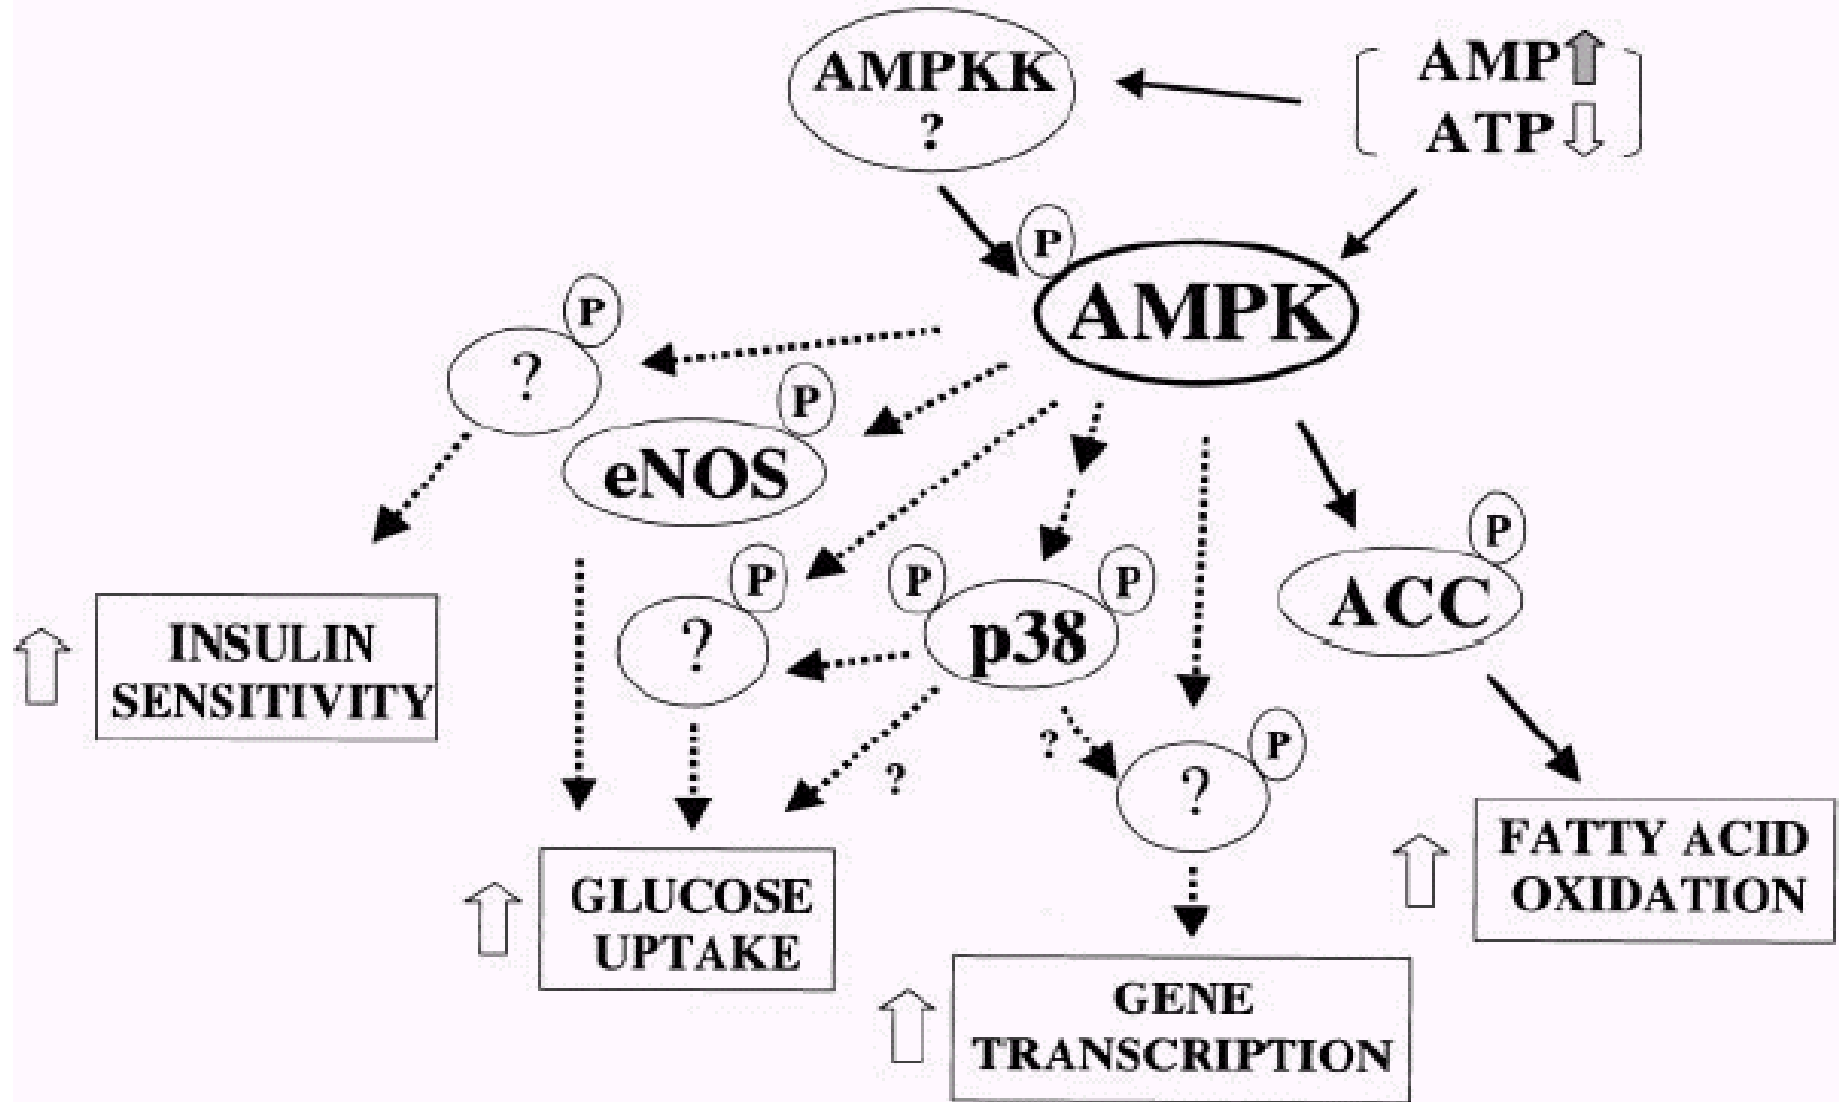 AMPKK
?
AMP
ATP
P
AMPK
P
?
P
eNOS
P
?
P
p38
P
P
ACC
INSULIN
SENSITIVITY
?
?
P
?
GLUCOSE
UPTAKE
FATTY ACID
OXIDATION
GENE
TRANSCRIPTION